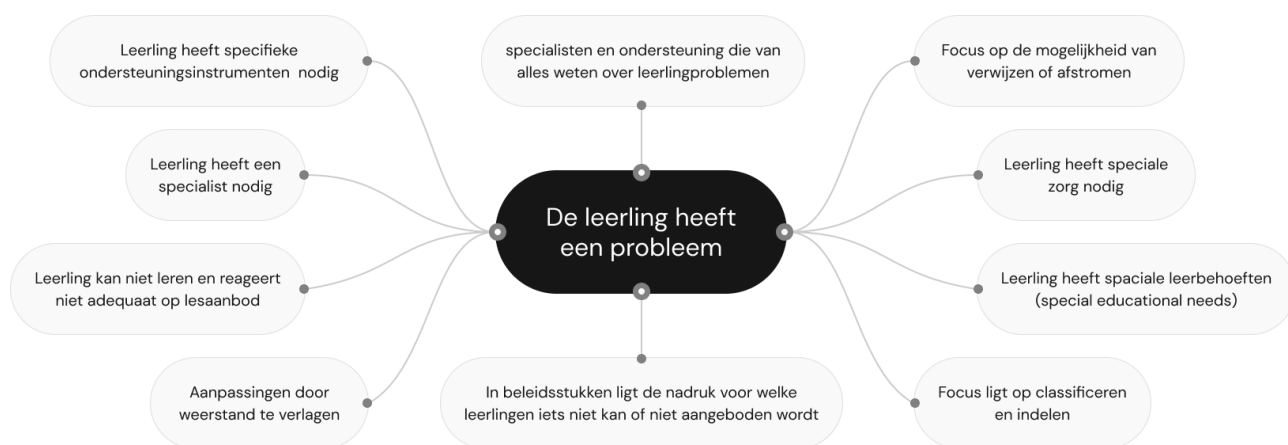 Leerling heeft specifieke
ondersteuningsinstrumenten nodig
specialisten en ondersteuning die van
alles weten over leerlingproblemen
Focus op de mogelijkheid van
verwijzen of afstromen
Leerling heeft een
specialist nodig
Leerling heeft speciale
zorg nodig
De leerling heeft
een probleem
Leerling kan niet leren en reageert
niet adequaat op lesaanbod
Leerling heeft spaciale leerbehoeften
(special educational needs)
Aanpassingen door
weerstand te verlagen
In beleidsstukken ligt de nadruk voor welke
leerlingen iets niet kan of niet aangeboden wordt
Focus ligt op classificeren
en indelen